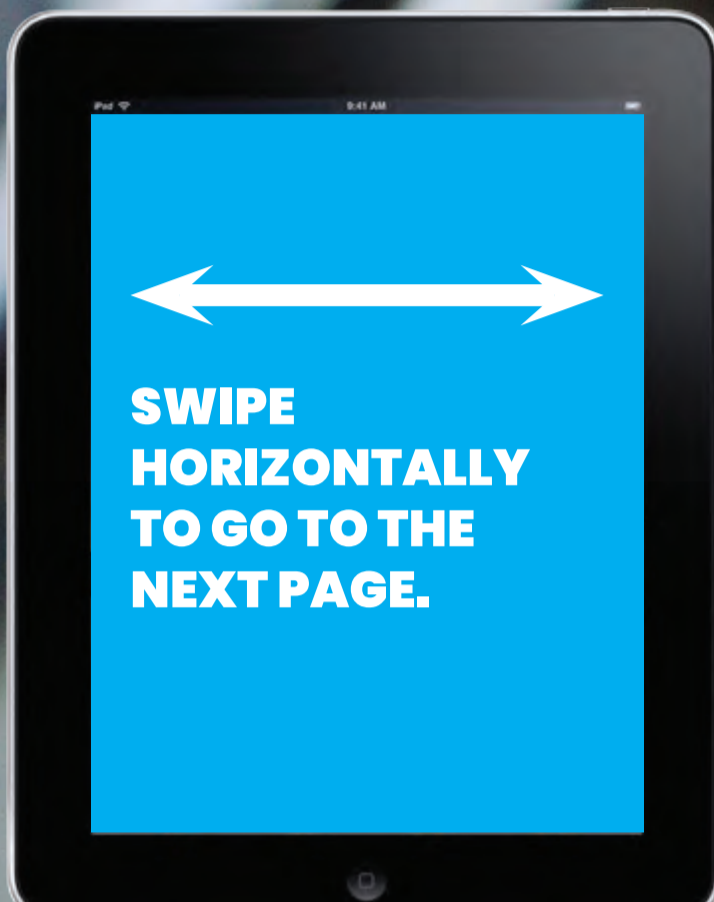 iPad 9:41 AM
SWIPE
HORIZONTALLY
TO GO TO THE
NEXT PAGE.